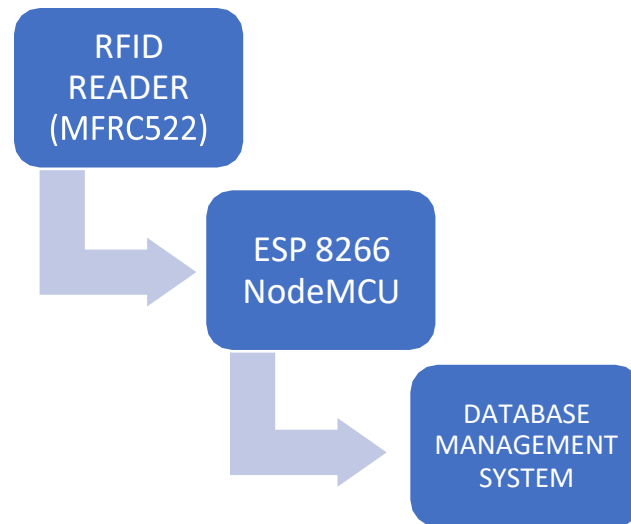 RFID
READER
(MFRC522)
ESP 8266
NodeMCU
DATABASE
MANAGEMENT
SYSTEM